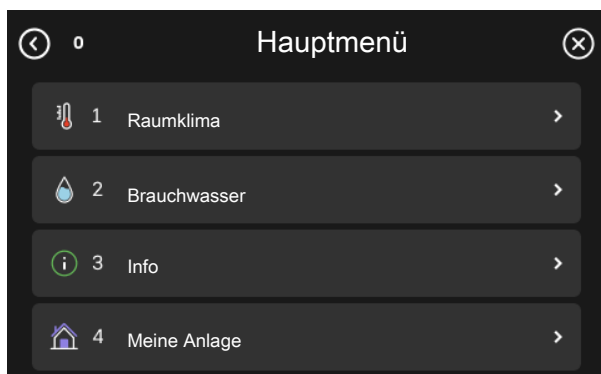 0 Hauptmenü
1 Raumklima
2 Brauchwasser
3 Info
4 Meine Anlage